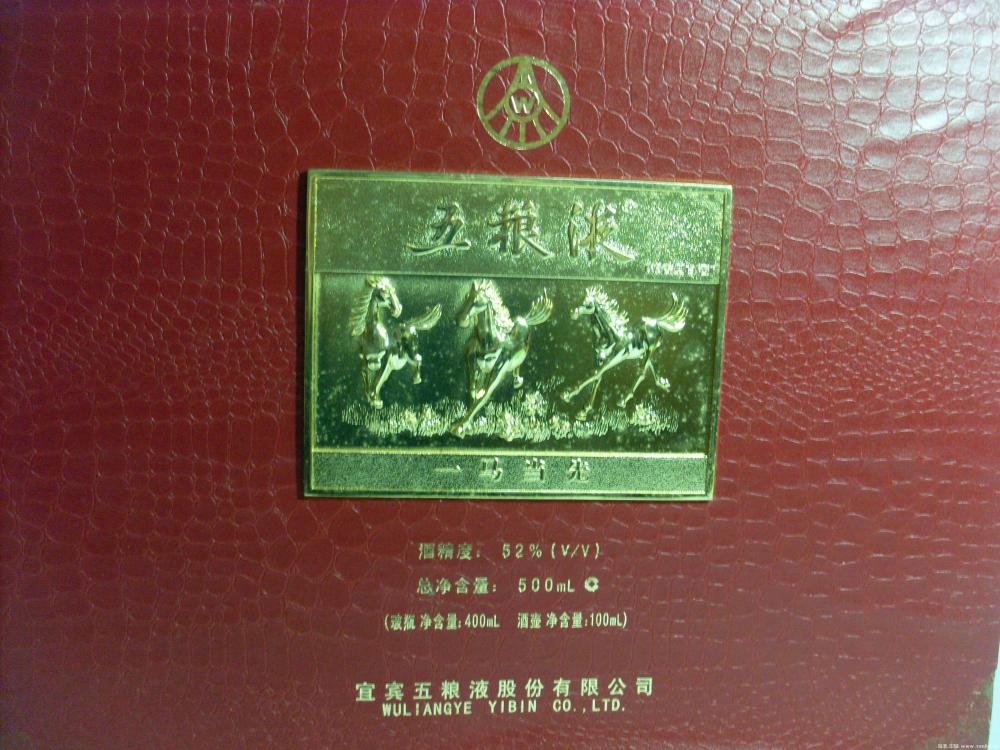 W
五粮液
一马当先
酒精度: 52%(V/V)
总净含量: 500mL C
(玻瓶 净含量:400mL 酒壶 净含量:100mL)
宜宾五粮液股份有限公司
WULIANGYE YIBIN CO.,LTD.